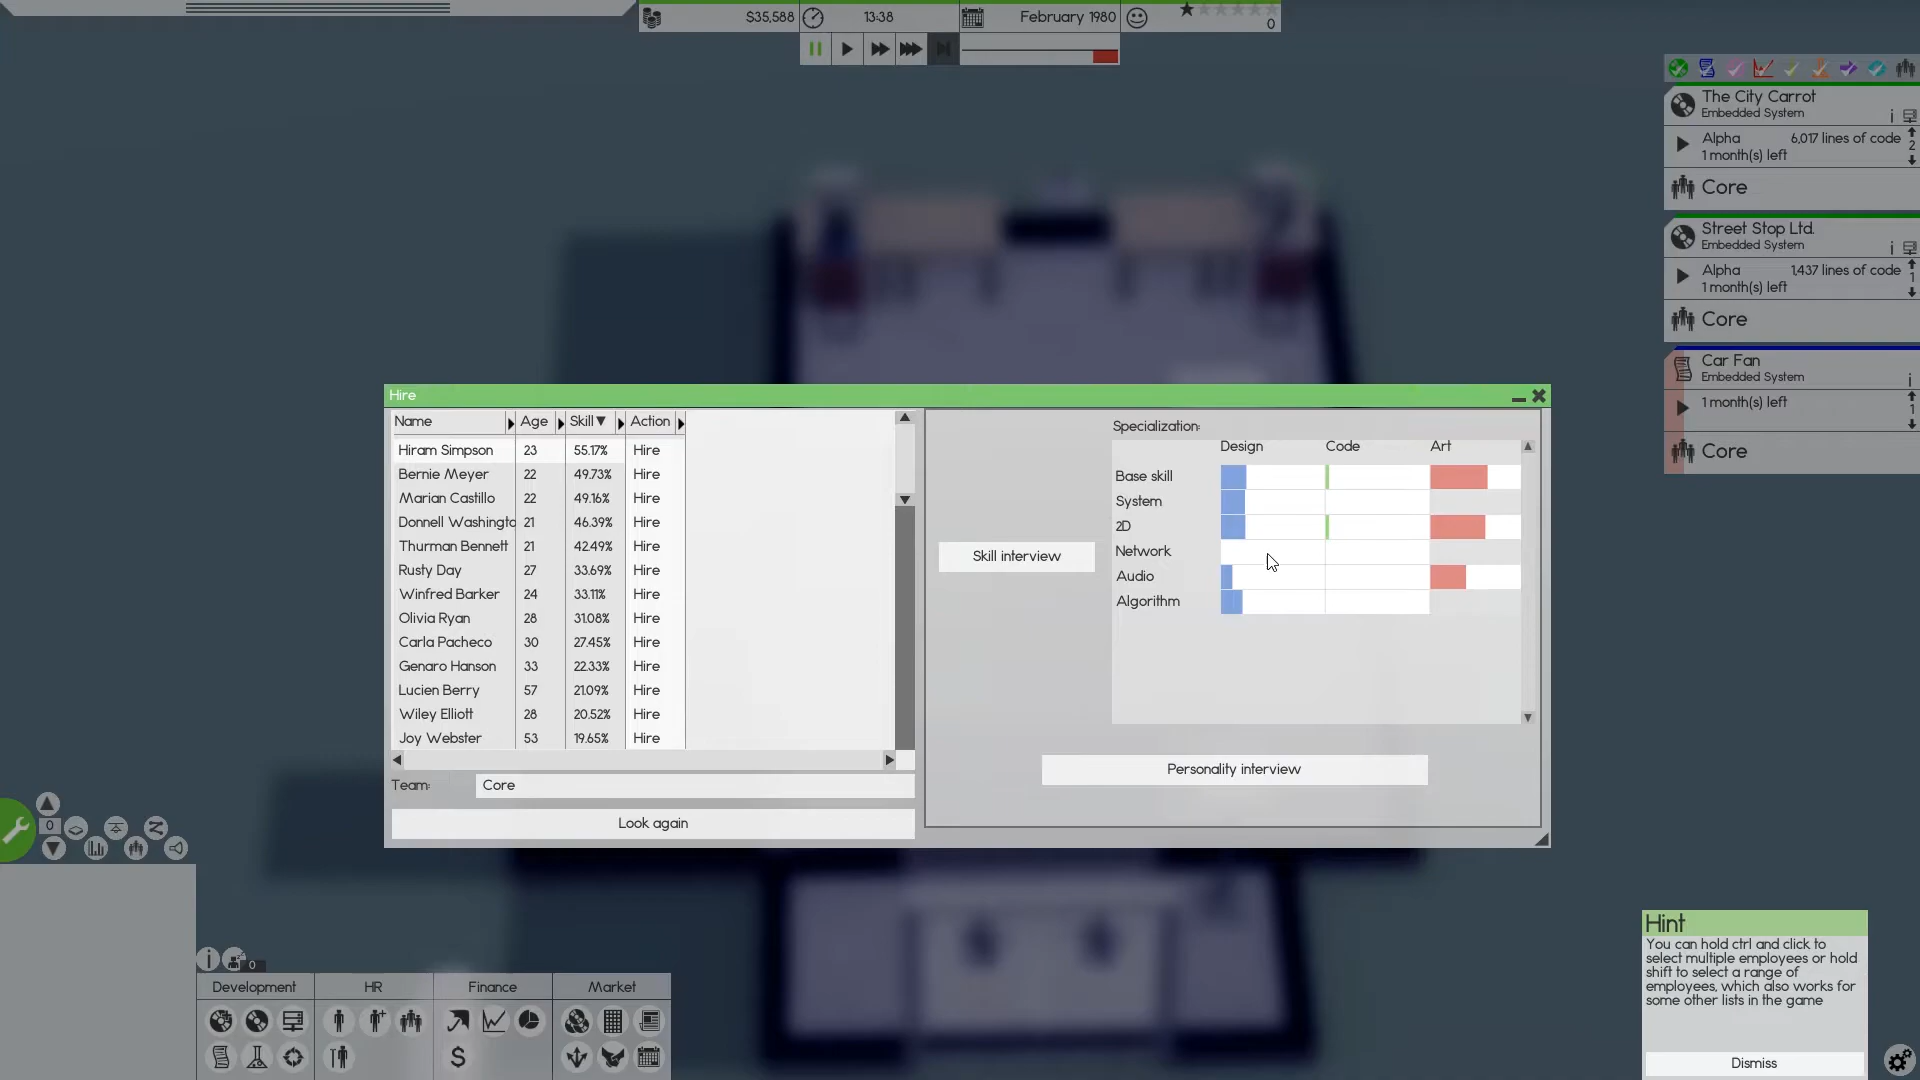 $35,588
13:38
February 1980
0
The City Carrot
Embedded System
i
Alpha 6,017 lines of code
1 month(s) left
2
Core
Street Stop Ltd.
Embedded System
i
Alpha 1,437 lines of code
1 month(s) left
1
Core
Car Fan
Embedded System
i
1 month(s) left
1
Core
Hire
Name Age Skill Action
Hiram Simpson 23 55.17% Hire
Bernie Meyer 22 49.73% Hire
Marian Castillo 22 49.16% Hire
Donnell Washingto 21 46.39% Hire
Thurman Bennett 21 42.49% Hire
Rusty Day 27 33.69% Hire
Winfred Barker 24 33.11% Hire
Olivia Ryan 28 31.08% Hire
Carla Pacheco 30 27.45% Hire
Genaro Hanson 33 22.33% Hire
Lucien Berry 57 21.09% Hire
Wiley Elliott 28 20.52% Hire
Joy Webster 53 19.65% Hire
Team: Core
Look again
Skill interview
Specialization:
Design Code Art
Base skill
System
2D
Network
Audio
Algorithm
Personality interview
0
i
0
Development HR Finance Market
$
Hint
You can hold ctrl and click to
select multiple employees or hold
shift to select a range of
employees, which also works for
some other lists in the game
Dismiss